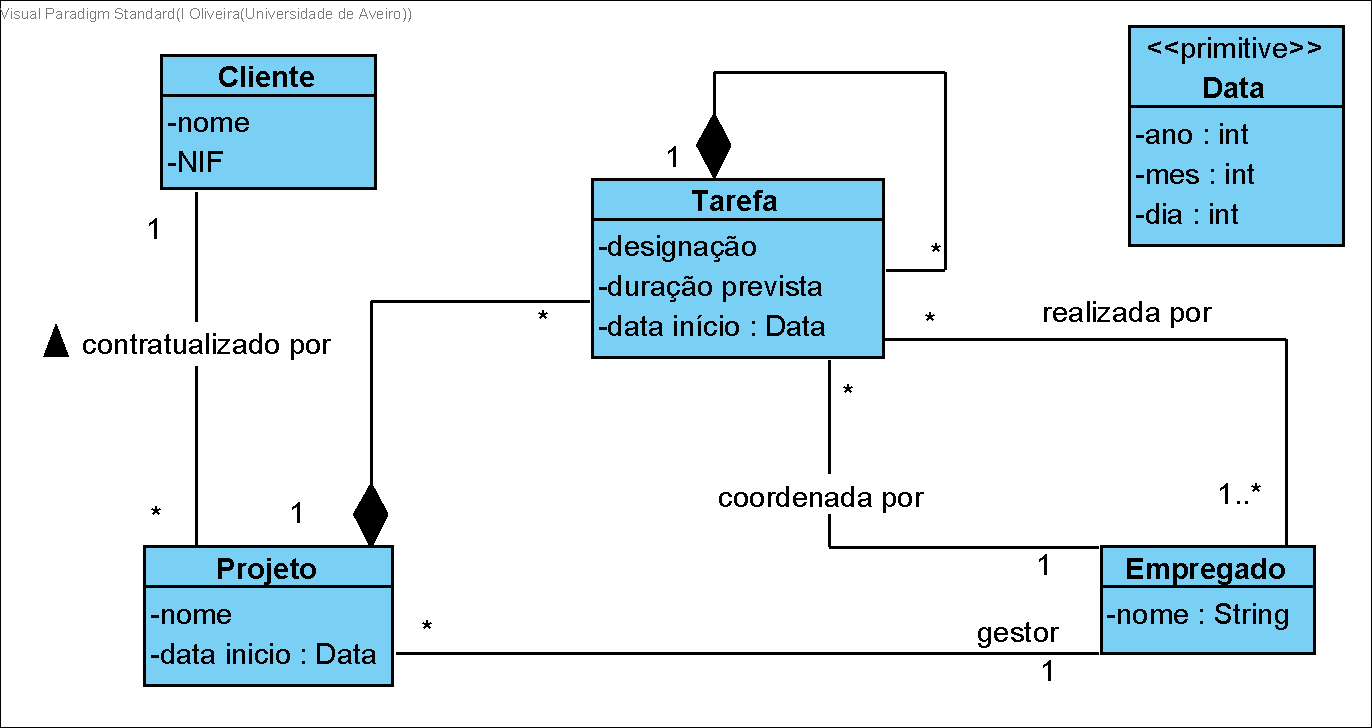 Visual Paradigm Standard(I Oliveira(Universidade de Aveiro))
Cliente
-nome
-NIF
1
contratualizado por
*
1
*
Tarefa
-designação
-duração prevista
-data início : Data
1
*
<<primitive>>
Data
-ano : int
-mes : int
-dia : int
*
realizada por
1..*
*
coordenada por
1
Projeto
-nome
-data inicio : Data
*
gestor
1
Empregado
-nome : String